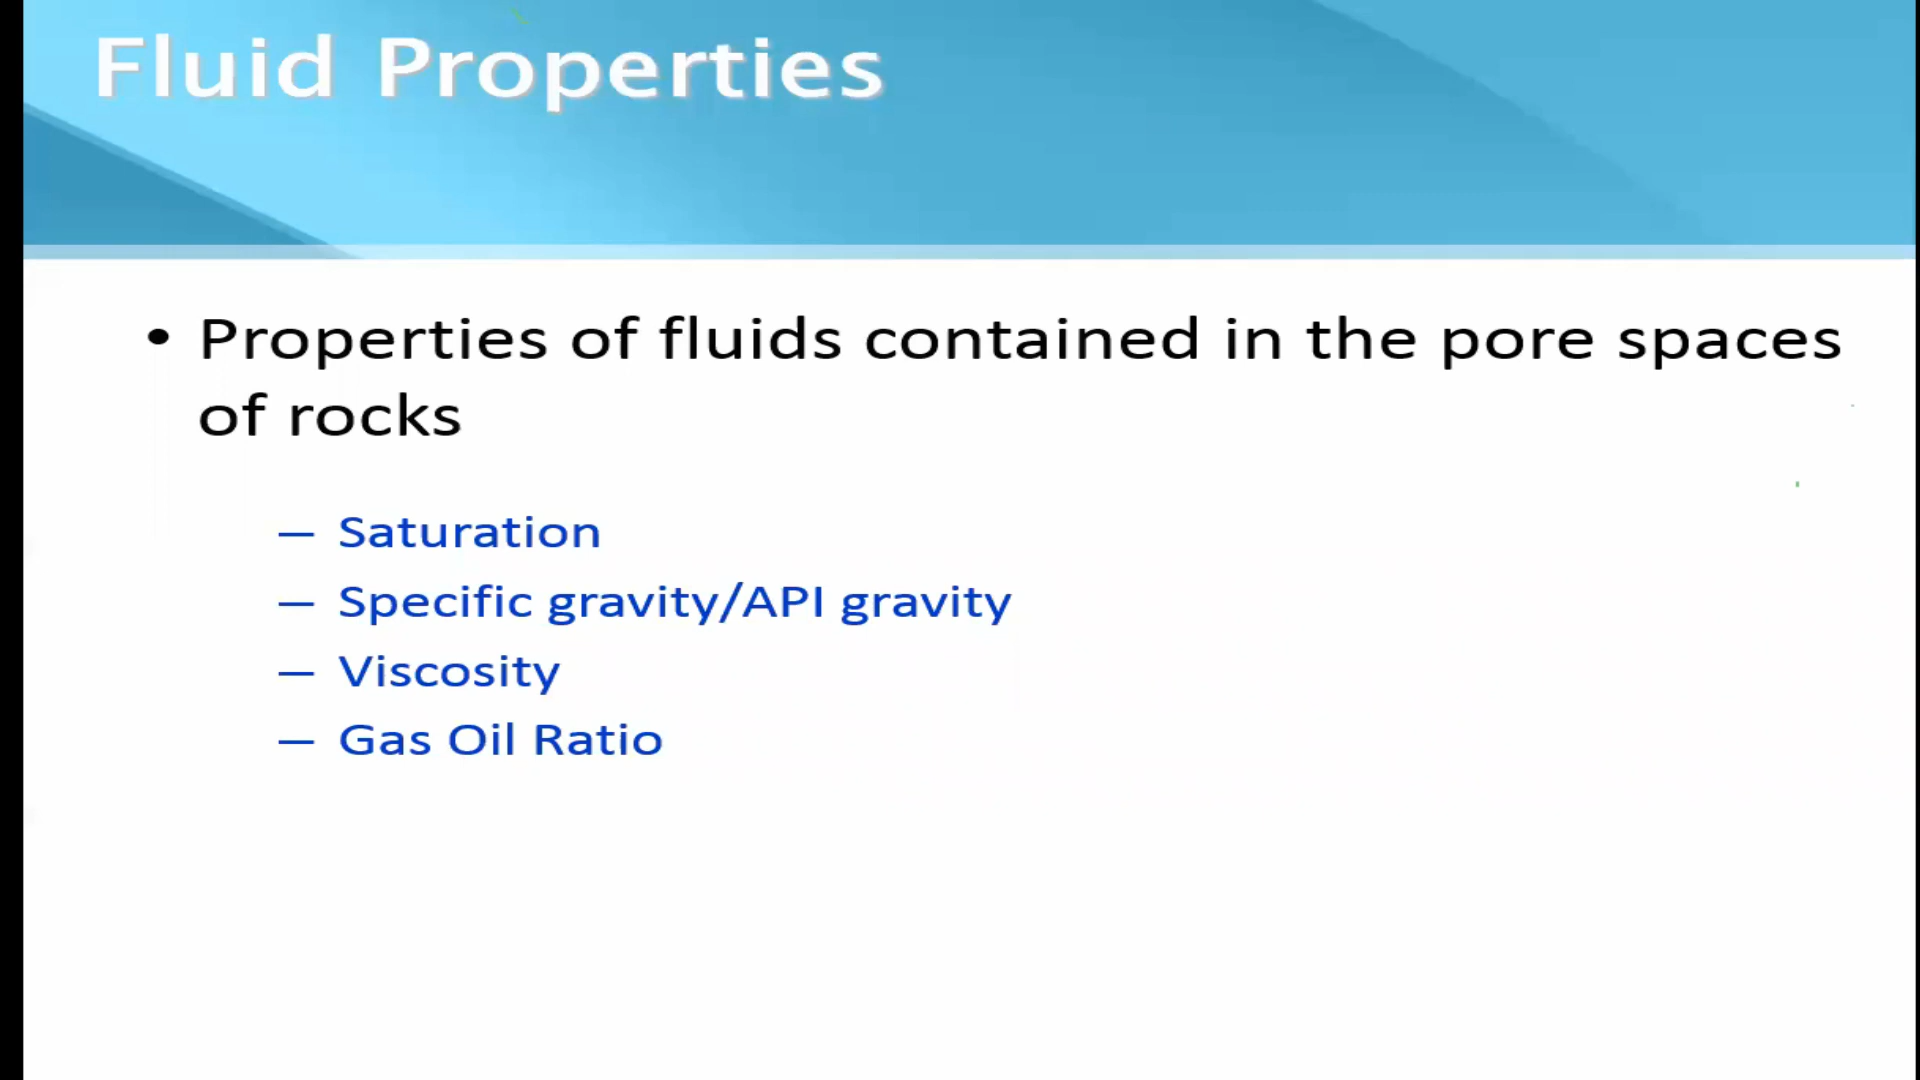 Fluid Properties
• Properties of fluids contained in the pore spaces
of rocks
– Saturation
– Specific gravity/API gravity
– Viscosity
– Gas Oil Ratio